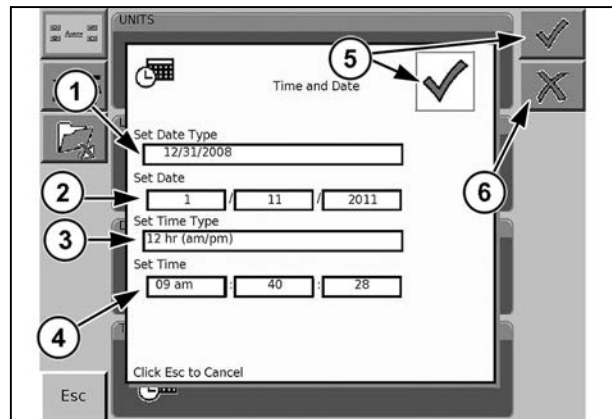 UNITS
5
Time and Date
1
Set Date Type
12/31/2008
Set Date
2
1 / 11 / 2011
6
Set Time Type
3
12 hr (am/pm)
Set Time
09 am : 40 : 28
4
Click Esc to Cancel
Esc